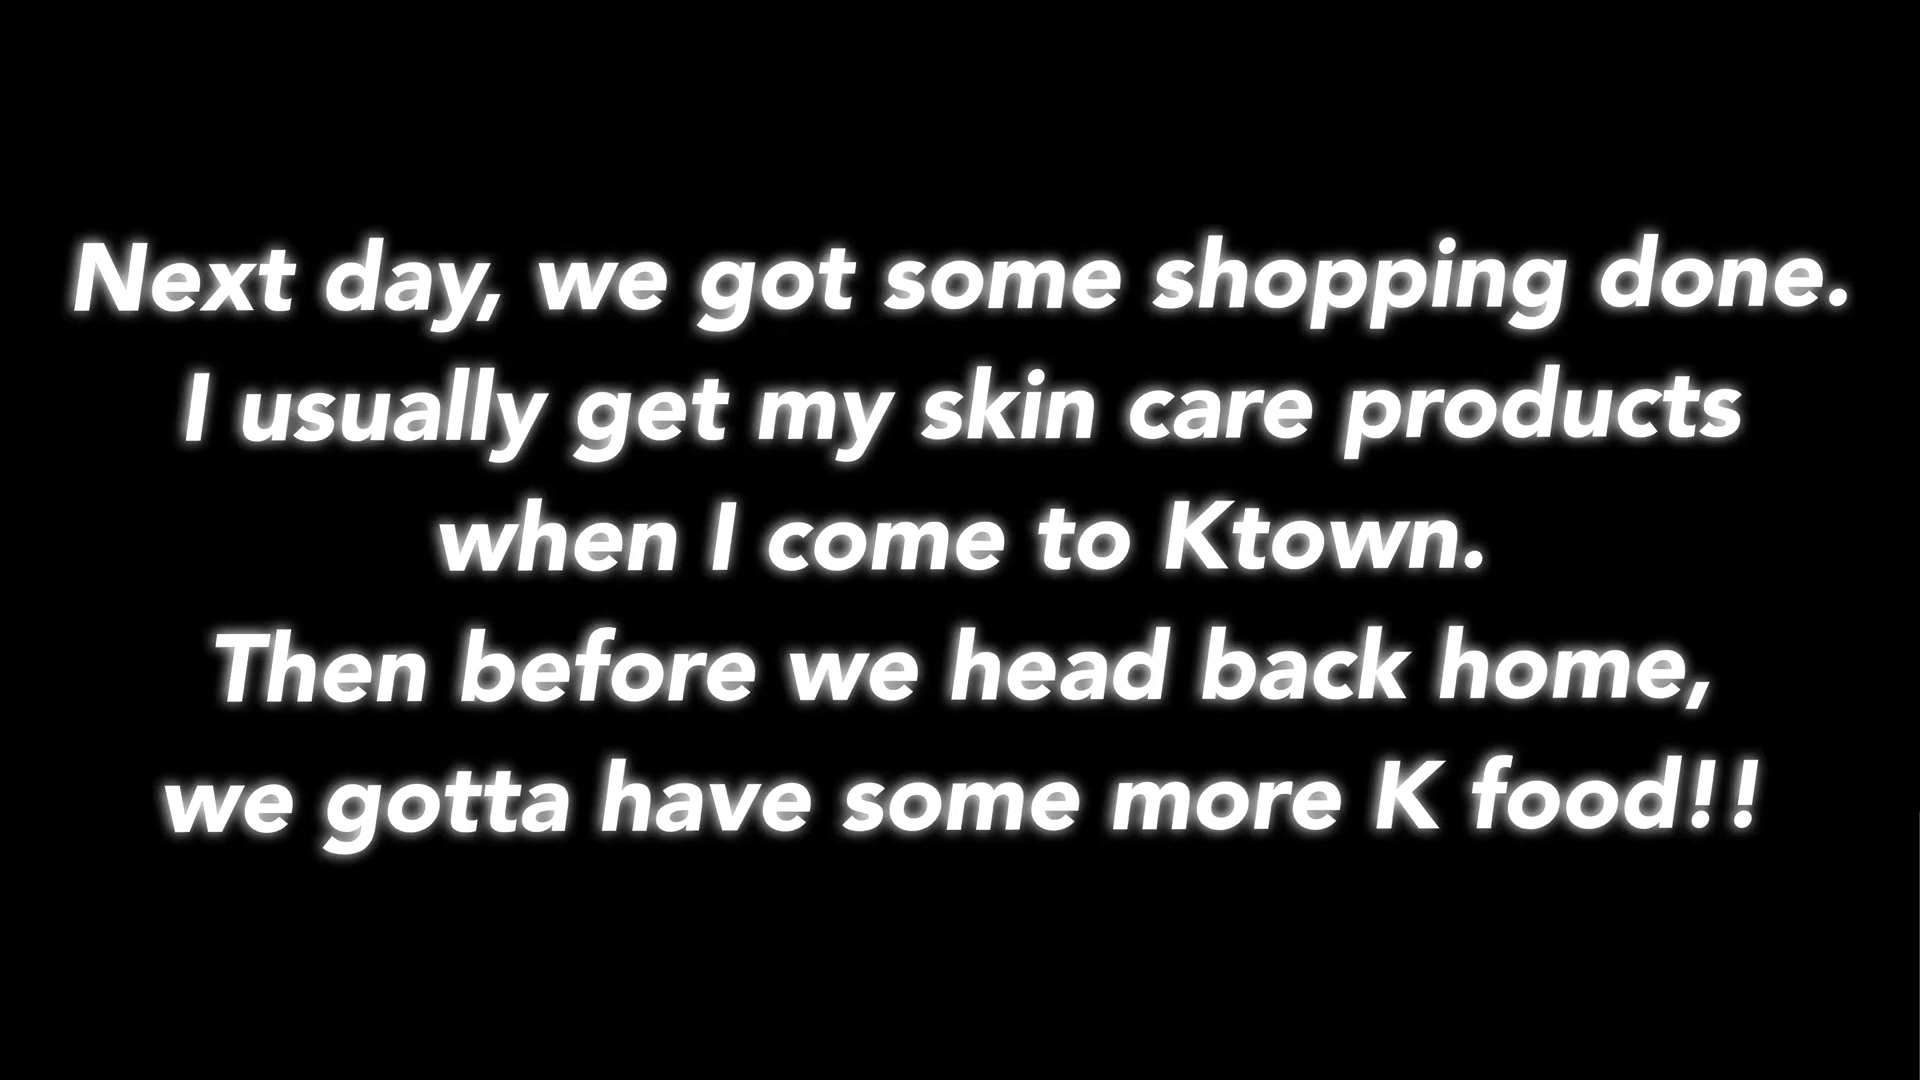 Next day, we got some shopping done.
I usually get my skin care products
when I come to Ktown.
Then before we head back home,
we gotta have some more K food!!